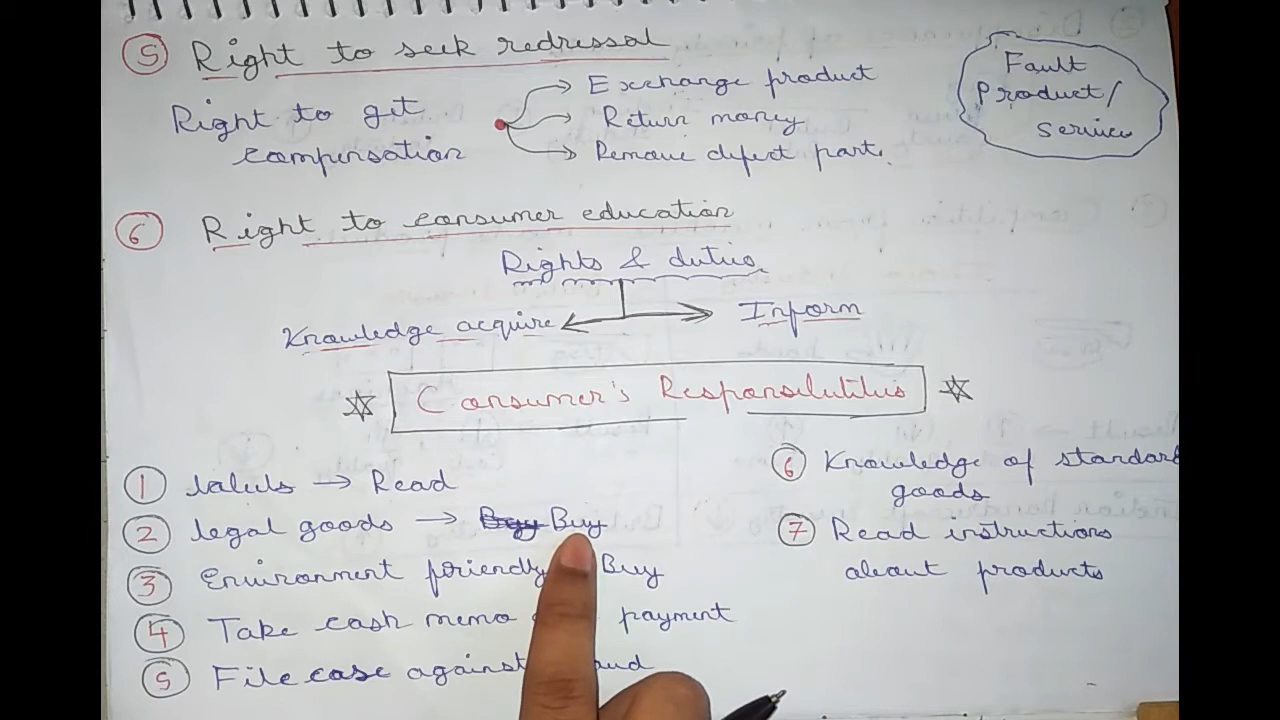 5 Right to seek redressal
Right to get
compensation
Exchange product
Return money
Remove defect part.
Fault
Product/
Service
6 Right to consumer education
Rights & duties
Knowledge acquire
Inform
Consumer's Responsibilities
1 labels → Read
2 legal goods → Buy
3 Environment friendly Buy
4 Take cash memo payment
5 File case against
6 Knowledge of standard
goods
7 Read instructions
about products